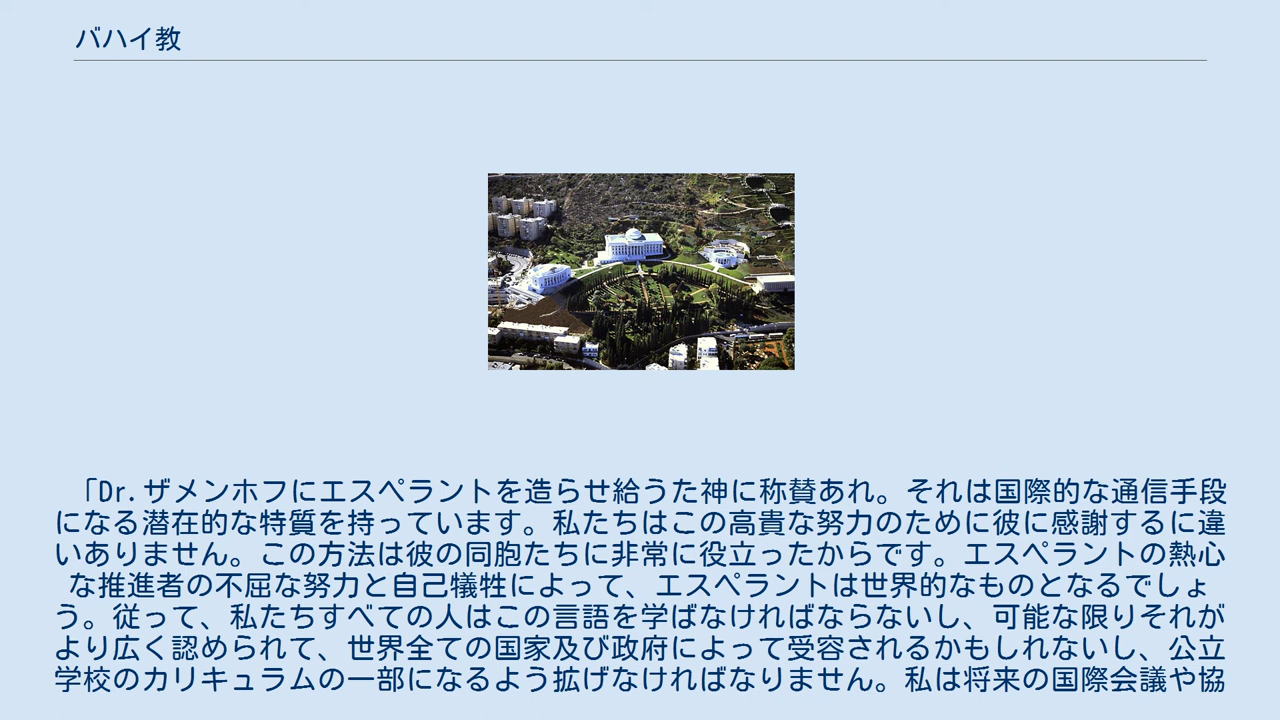 バハイ教
「Dr.ザメンホフにエスペラントを造らせ給うた神に称賛あれ。それは国際的な通信手段
になる潜在的な特質を持っています。私たちはこの高貴な努力のために彼に感謝するに違
いありません。この方法は彼の同胞たちに非常に役立ったからです。エスペラントの熱心
な推進者の不屈な努力と自己犠牲によって、エスペラントは世界的なものとなるでしょ
う。従って、私たちすべての人はこの言語を学ばなければならないし、可能な限りそれが
より広く認められて、世界全ての国家及び政府によって受容されるかもしれないし、公立
学校のカリキュラムの一部になるよう拡げなければなりません。私は将来の国際会議や協